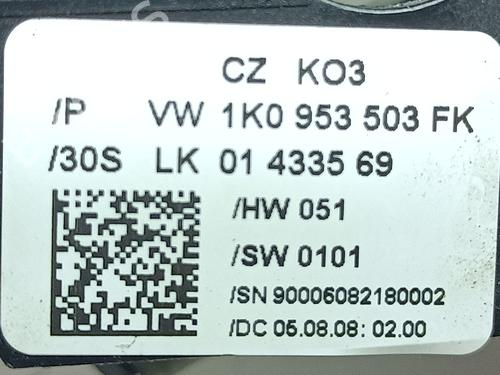 CZ KO3
/P VW 1K0 953 503 FK
/30S LK 01 4335 69
/HW 051
/SW 0101
/SN 90006082180002
/DC 05.08.08: 02.00